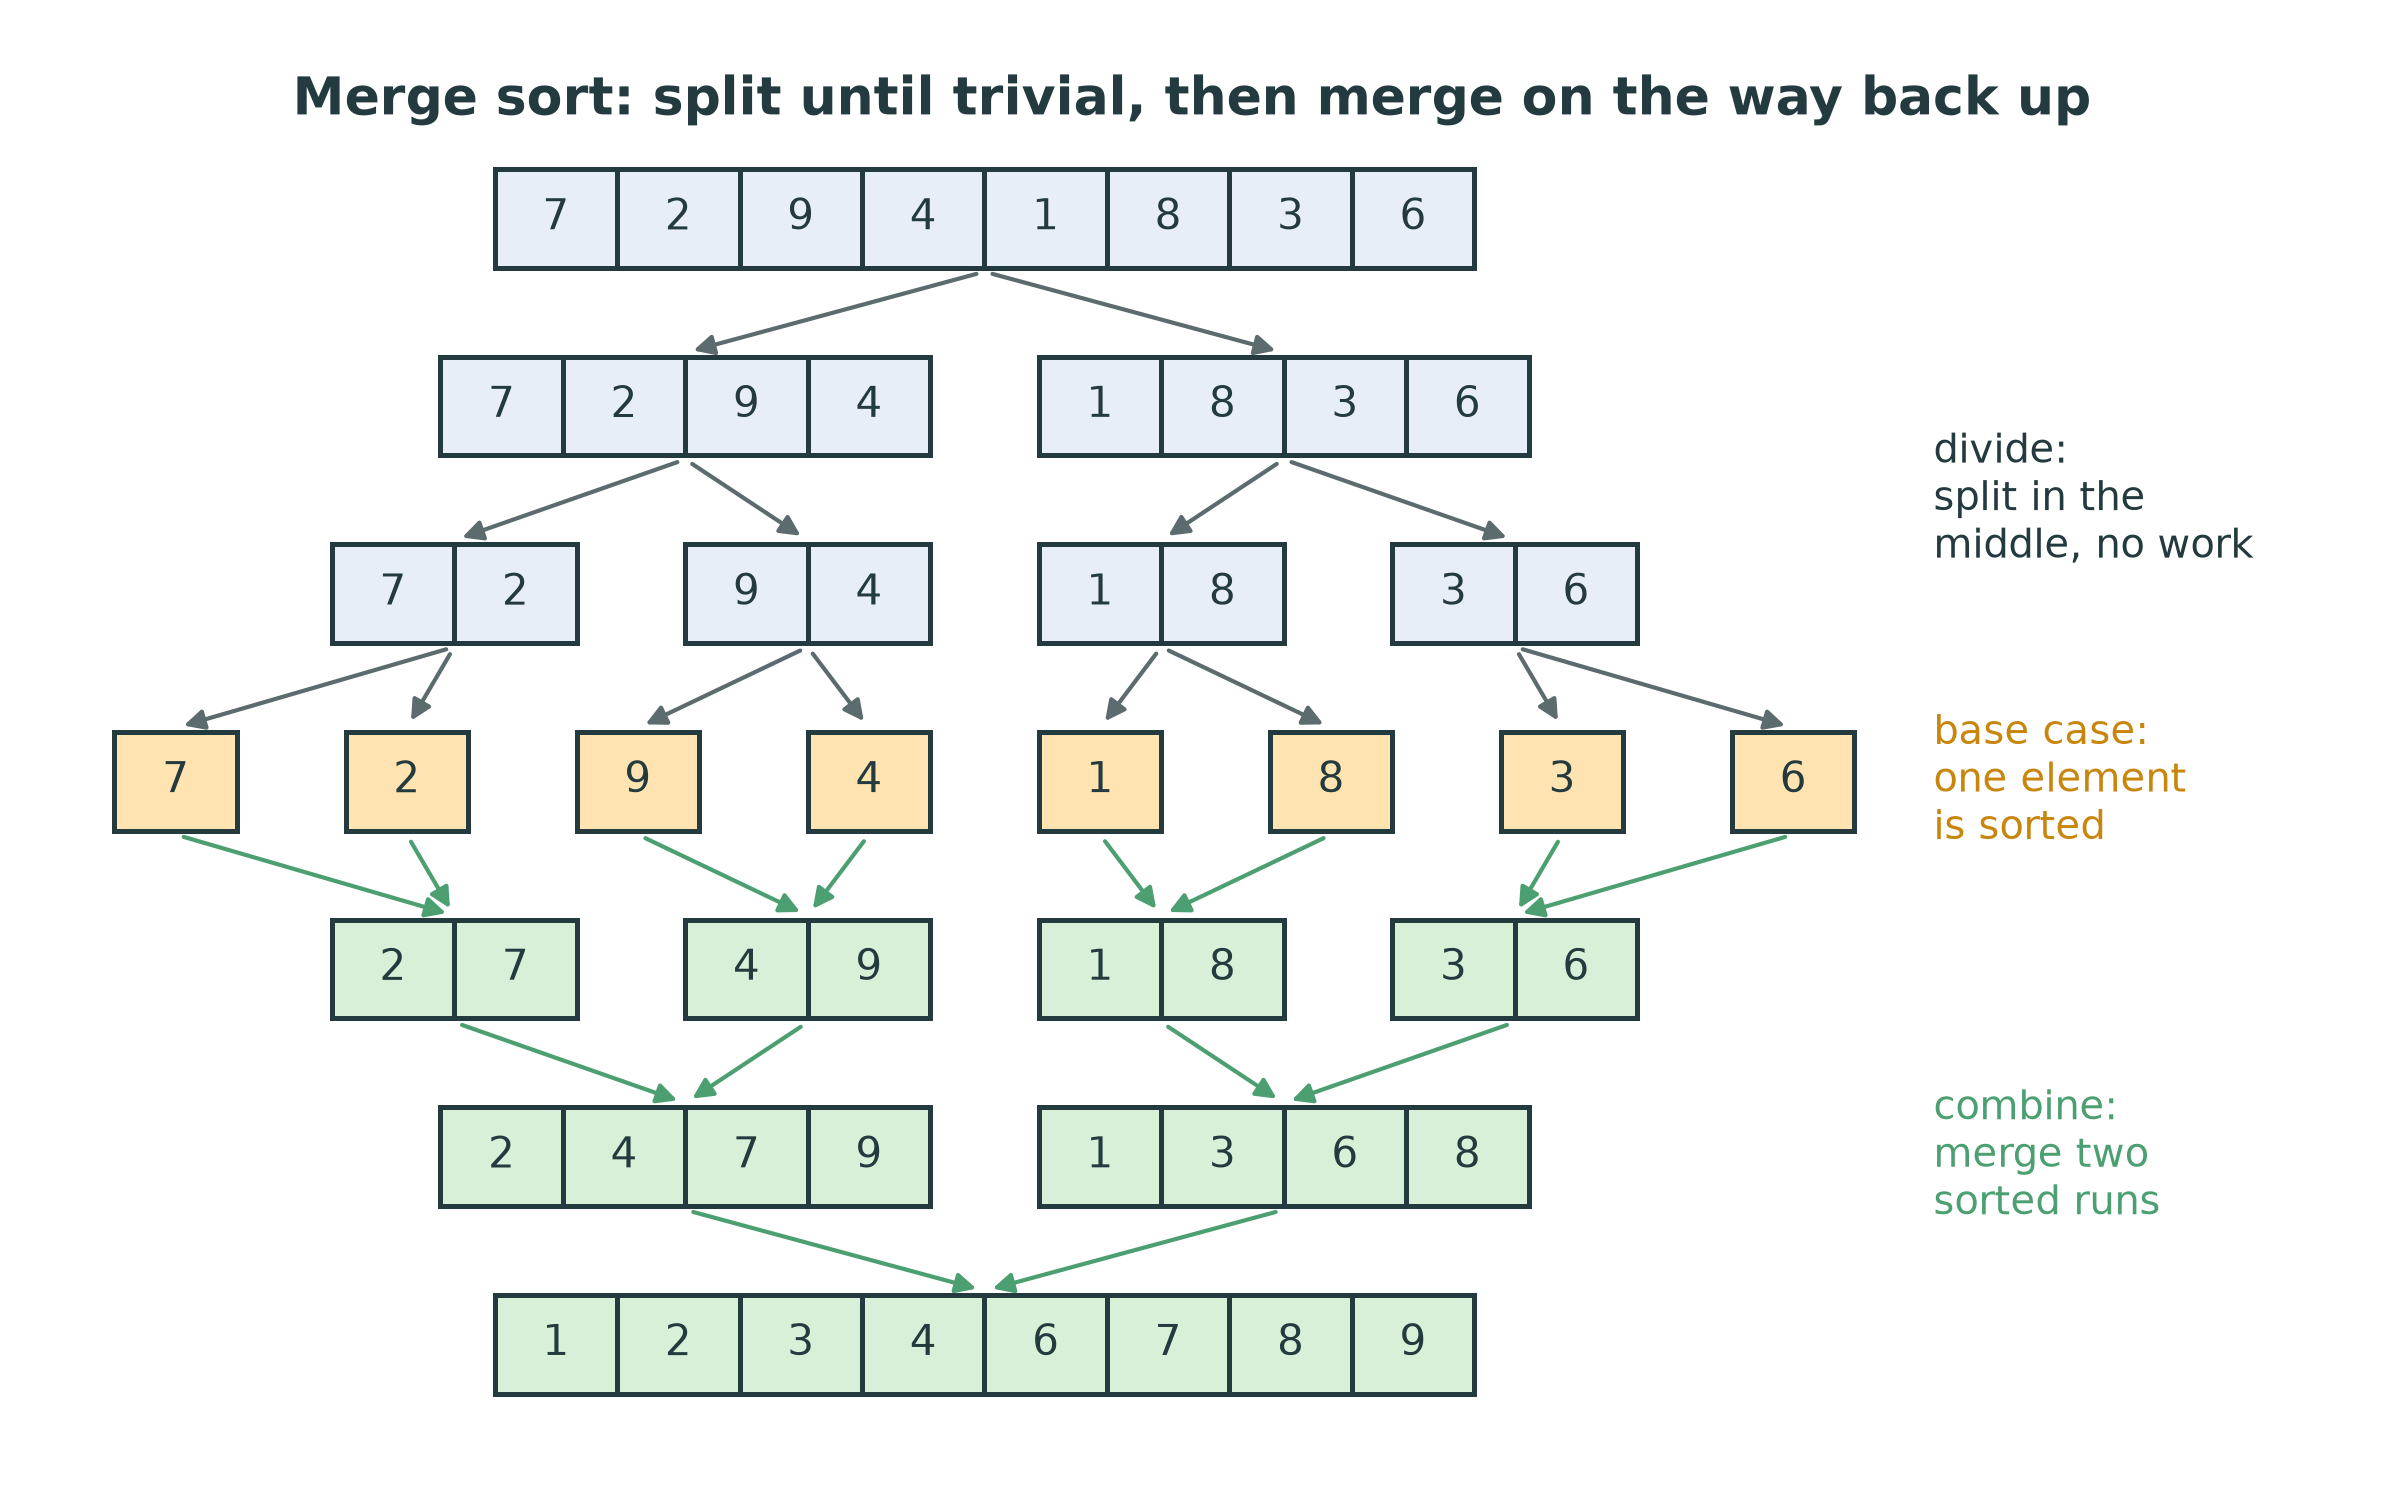 Merge sort: split until trivial, then merge on the way back up
7 2 9 4 1 8 3 6
7 2 9 4 1 8 3 6
divide:
split in the
middle, no work
7 2 9 4 1 8 3 6
7 2 9 4 1 8 3 6
base case:
one element
is sorted
2 7 4 9 1 8 3 6
2 4 7 9 1 3 6 8
combine:
merge two
sorted runs
1 2 3 4 6 7 8 9